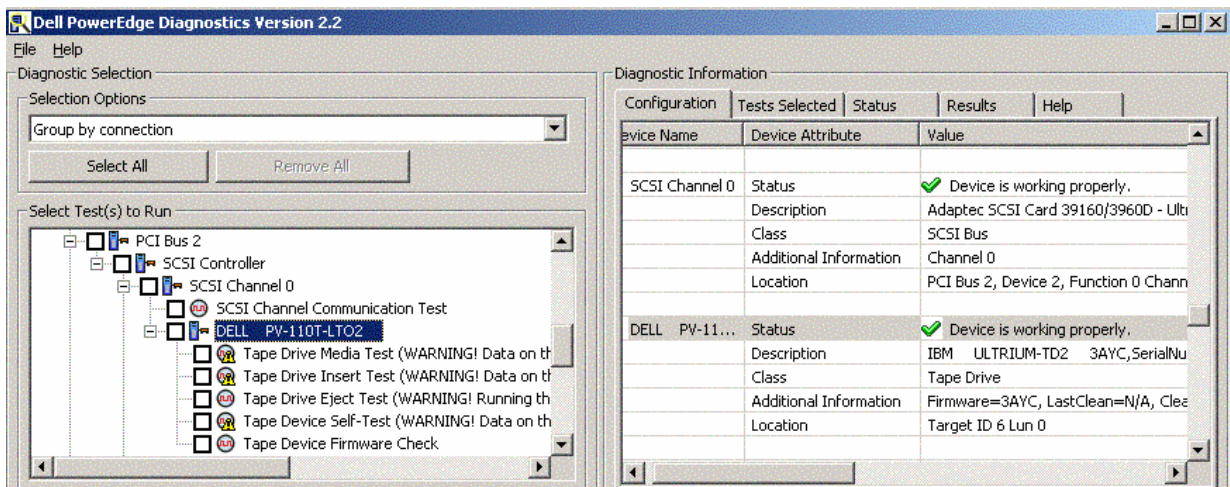 Dell PowerEdge Diagnostics Version 2.2
File Help
Diagnostic Selection
Selection Options
Group by connection
Select All Remove All
Select Test(s) to Run
PCI Bus 2
SCSI Controller
SCSI Channel 0
SCSI Channel Communication Test
DELL PV-110T-LTO2
Tape Drive Media Test (WARNING! Data on th
Tape Drive Insert Test (WARNING! Data on th
Tape Drive Eject Test (WARNING! Running th
Tape Device Self-Test (WARNING! Data on th
Tape Device Firmware Check
Diagnostic Information
Configuration Tests Selected Status Results Help
evice Name Device Attribute Value
SCSI Channel 0 Status Device is working properly.
Description Adaptec SCSI Card 39160/3960D - Ult
Class SCSI Bus
Additional Information Channel 0
Location PCI Bus 2, Device 2, Function 0 Chann
DELL PV-11... Status Device is working properly.
Description IBM ULTRIUM-TD2 3AYC,SerialNu
Class Tape Drive
Additional Information Firmware=3AYC, LastClean=N/A, Clea
Location Target ID 6 Lun 0